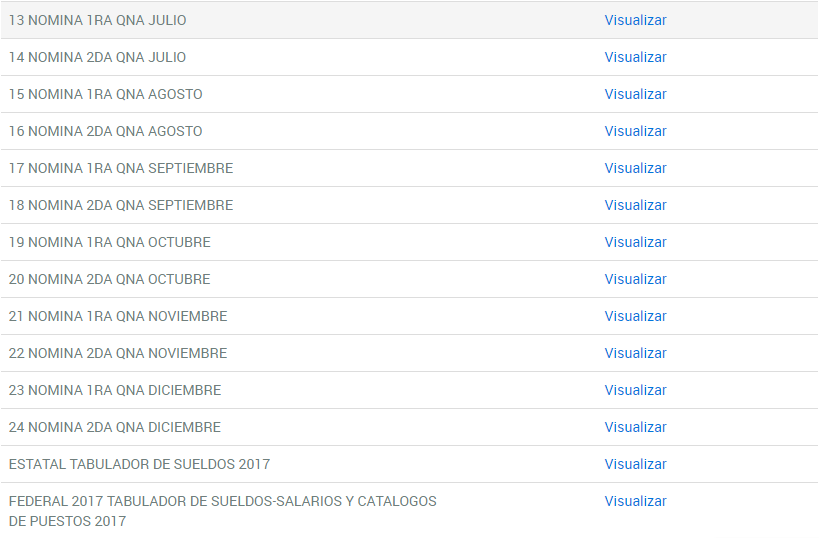 13 NOMINA 1RA QNA JULIO Visualizar
14 NOMINA 2DA QNA JULIO Visualizar
15 NOMINA 1RA QNA AGOSTO Visualizar
16 NOMINA 2DA QNA AGOSTO Visualizar
17 NOMINA 1RA QNA SEPTIEMBRE Visualizar
18 NOMINA 2DA QNA SEPTIEMBRE Visualizar
19 NOMINA 1RA QNA OCTUBRE Visualizar
20 NOMINA 2DA QNA OCTUBRE Visualizar
21 NOMINA 1RA QNA NOVIEMBRE Visualizar
22 NOMINA 2DA QNA NOVIEMBRE Visualizar
23 NOMINA 1RA QNA DICIEMBRE Visualizar
24 NOMINA 2DA QNA DICIEMBRE Visualizar
ESTATAL TABULADOR DE SUELDOS 2017 Visualizar
FEDERAL 2017 TABULADOR DE SUELDOS-SALARIOS Y CATALOGOS Visualizar
DE PUESTOS 2017